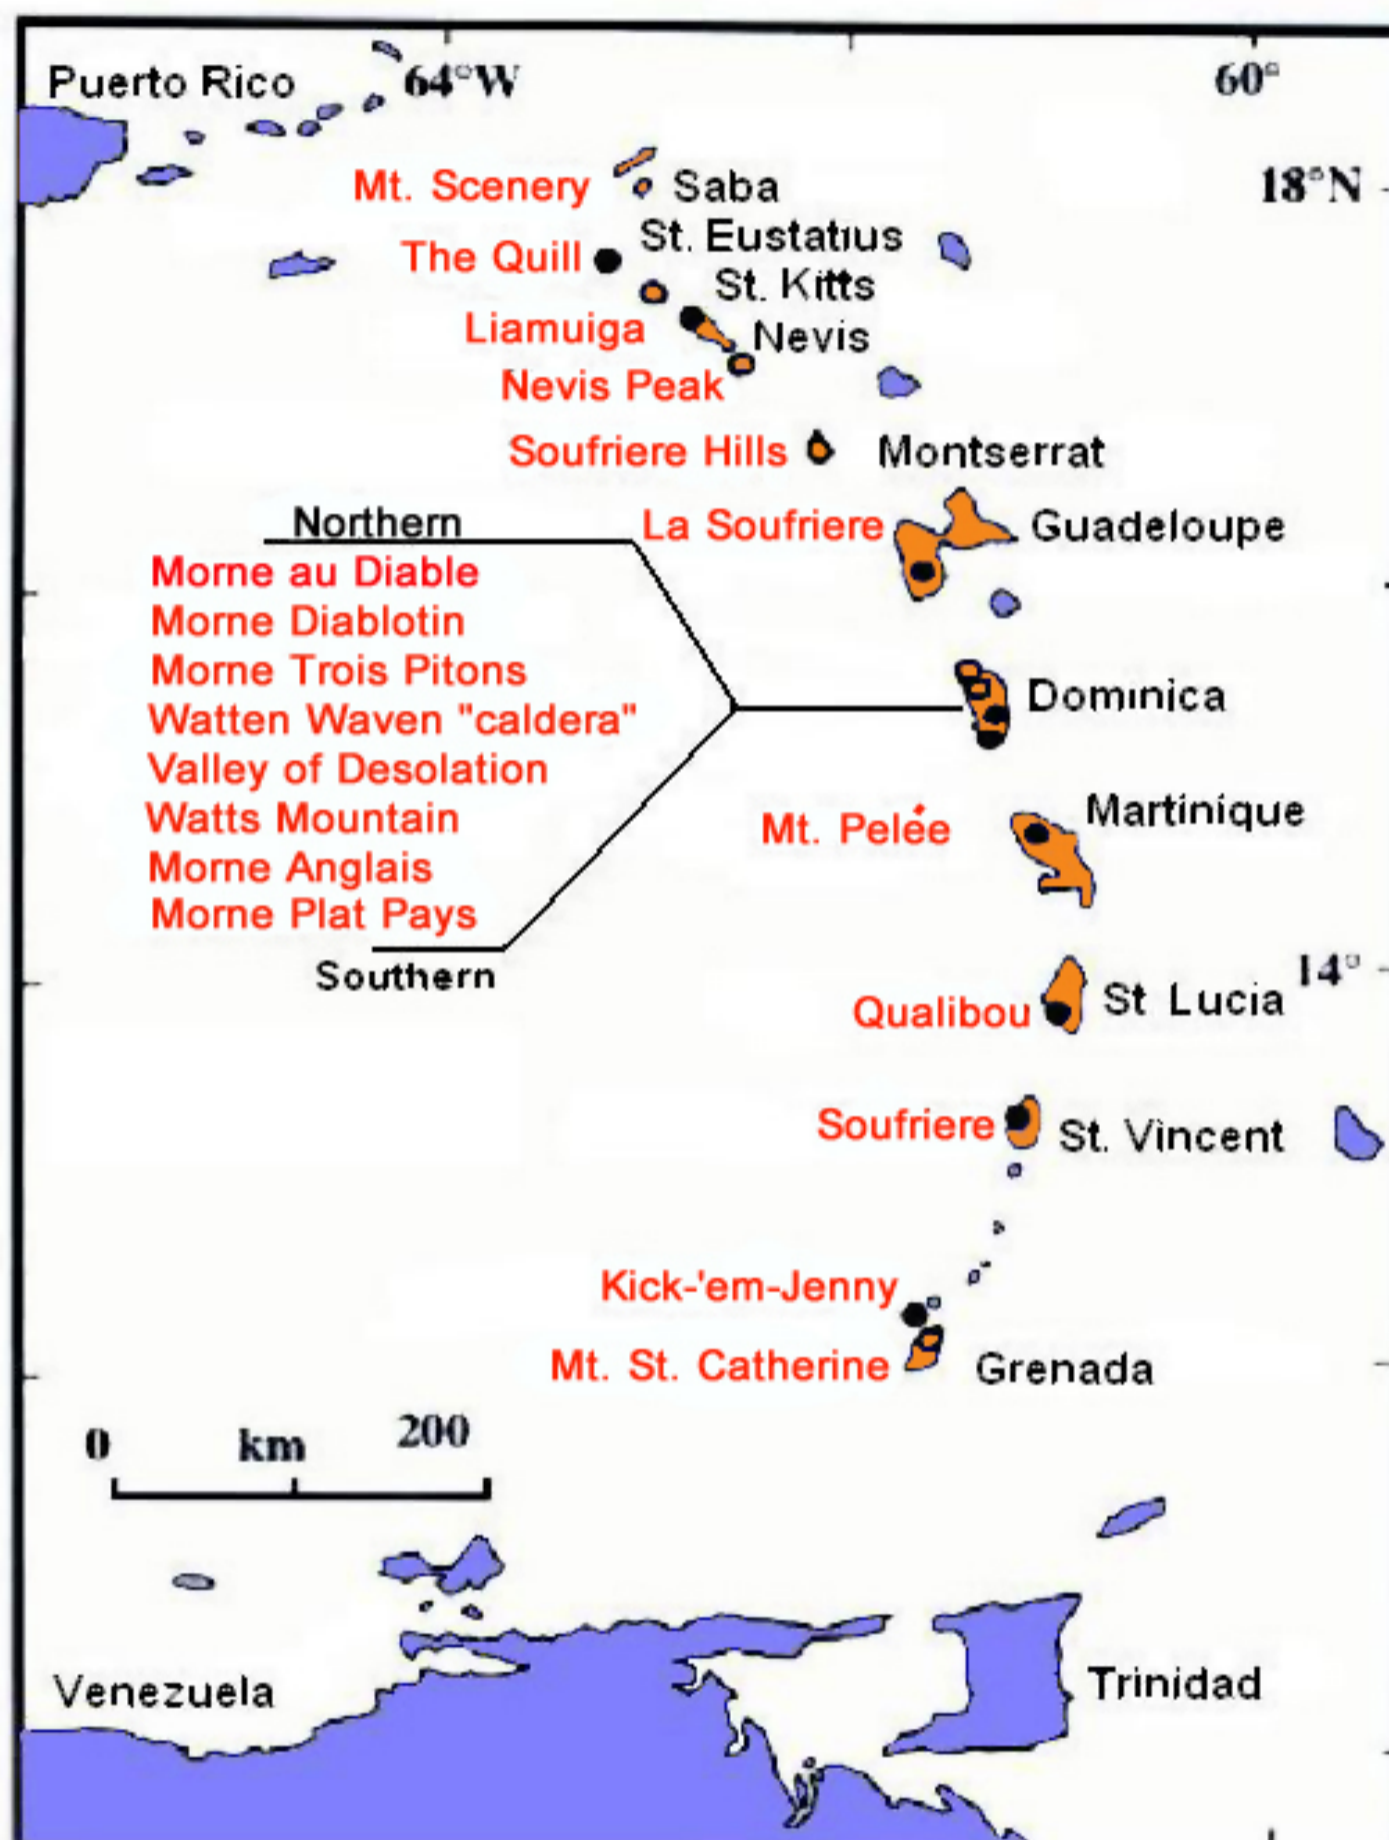 Puerto Rico
64°W
60°
18°N
Mt. Scenery
Saba
St. Eustatius
The Quill
St. Kitts
Liamuiga
Nevis
Nevis Peak
Soufriere Hills
Montserrat
Northern
La Soufriere
Guadeloupe
Morne au Diable
Morne Diablotin
Morne Trois Pitons
Watten Waven "caldera"
Valley of Desolation
Watts Mountain
Morne Anglais
Morne Plat Pays
Southern
Dominica
Mt. Pelée
Martinique
14°
Qualibou
St Lucia
Soufriere
St. Vincent
Kick-'em-Jenny
Mt. St. Catherine
Grenada
0 km 200
Venezuela
Trinidad